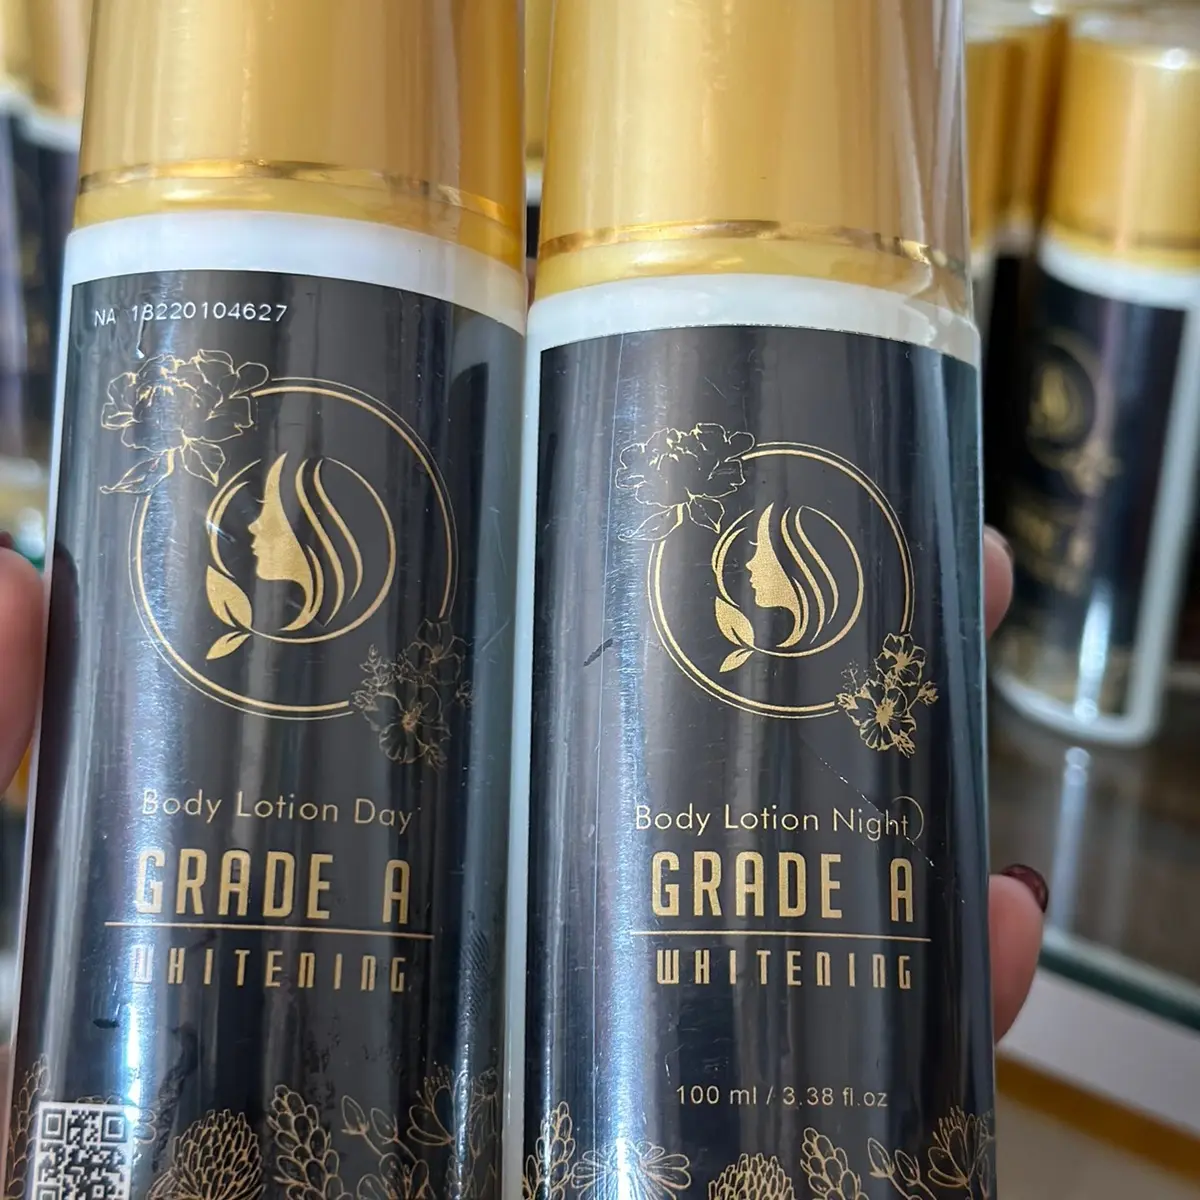 NA 18220104627
Body Lotion Day
GRADE A
WHITENING
Body Lotion Night
GRADE A
WHITENING
100 ml / 3.38 fl.oz